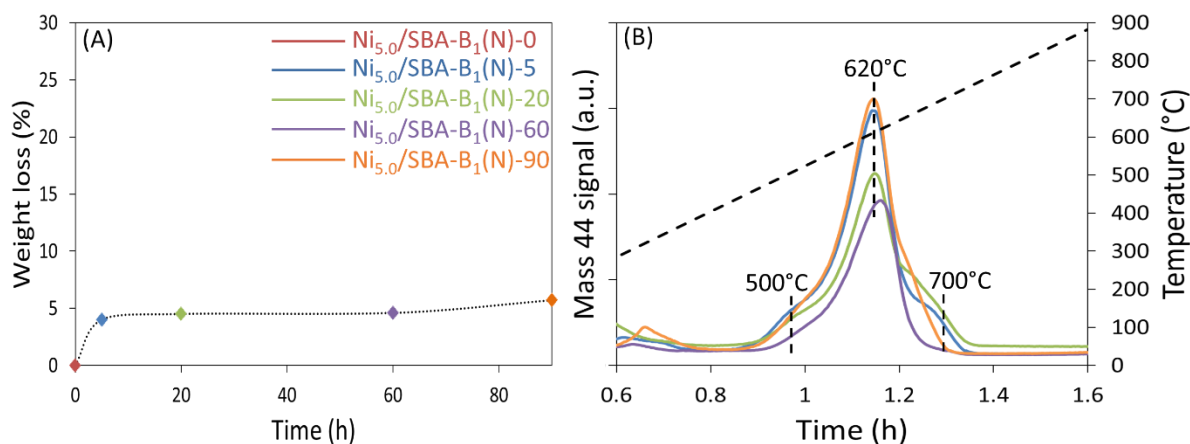 (A)
Ni5.0/SBA-B1(N)-0
Ni5.0/SBA-B1(N)-5
Ni5.0/SBA-B1(N)-20
Ni5.0/SBA-B1(N)-60
Ni5.0/SBA-B1(N)-90
Weight loss (%)
30
25
20
15
10
5
0
0 20 40 60 80
Time (h)
(B)
620°C
500°C
700°C
Mass 44 signal (a.u.)
900
800
700
600
500
400
300
200
100
0
Temperature (°C)
0.6 0.8 1 1.2 1.4 1.6
Time (h)